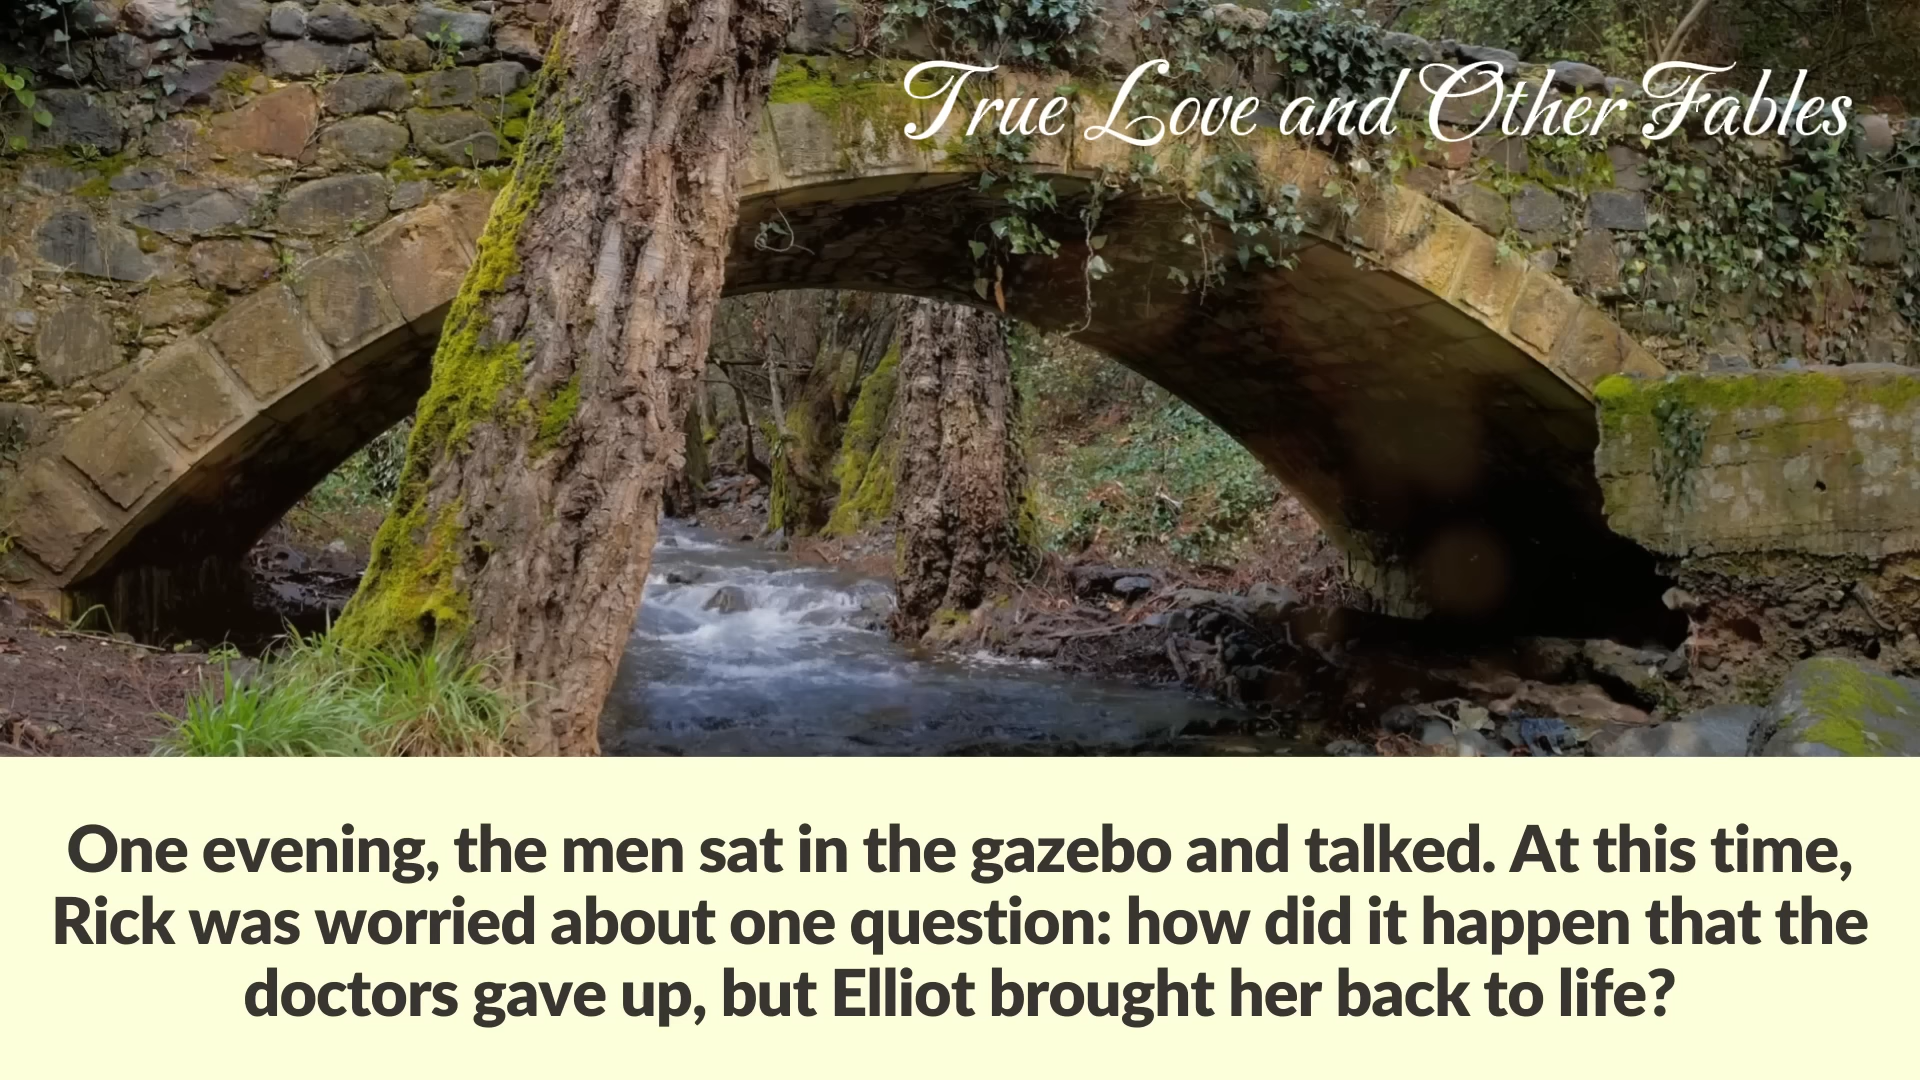 True Love and Other Fables
One evening, the men sat in the gazebo and talked. At this time,
Rick was worried about one question: how did it happen that the
doctors gave up, but Elliot brought her back to life?